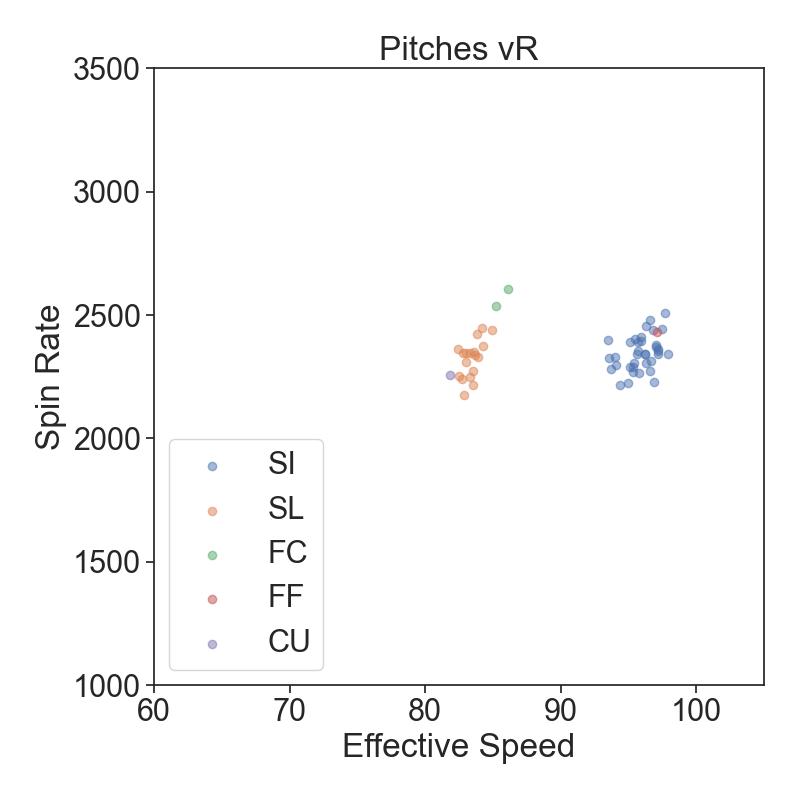 Pitches vR
3500
3000
2500
2000
1500
1000
Spin Rate
SI
SL
FC
FF
CU
60 70 80 90 100
Effective Speed